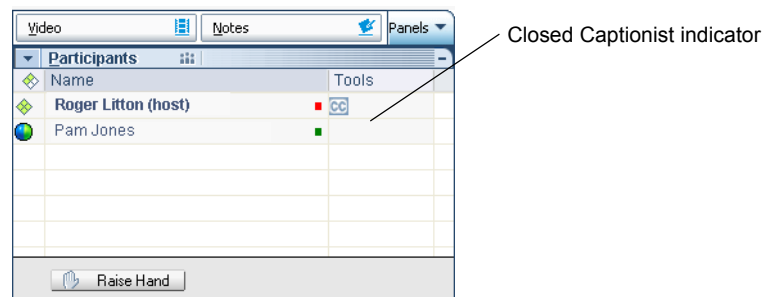 Video Notes Panels
Closed Captionist indicator
Participants
Name Tools
Roger Litton (host) CC
Pam Jones
Raise Hand